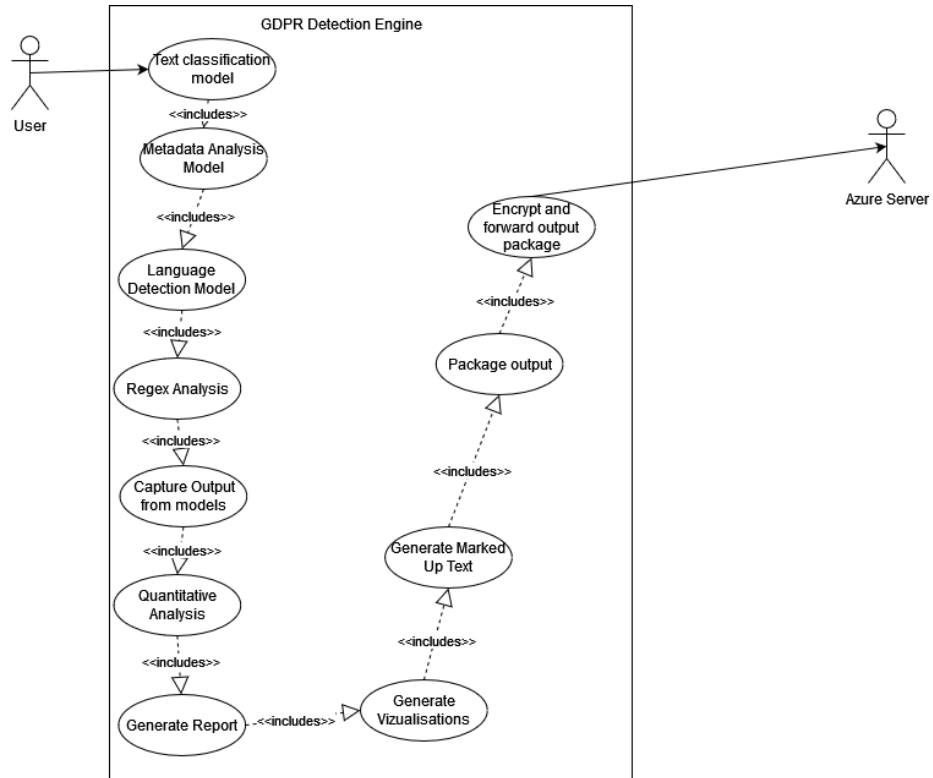 GDPR Detection Engine
User
Text classification
model
<<includes>>
Metadata Analysis
Model
<<includes>>
Language
Detection Model
<<includes>>
Regex Analysis
<<includes>>
Capture Output
from models
<<includes>>
Quantitative
Analysis
<<includes>>
Generate Report
<<includes>>
Generate
Vizualisations
<<includes>>
Generate Marked
Up Text
<<includes>>
Package output
<<includes>>
Encrypt and
forward output
package
Azure Server